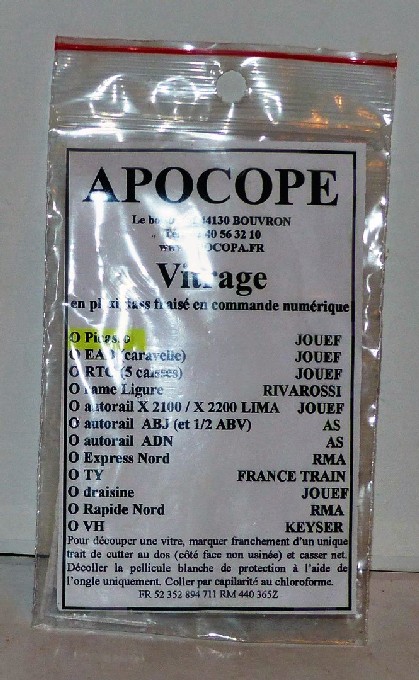 APOCOPE
Le 44130 BOUVRON
40 56 32 10
Vitrage
en plexiglass fraisé en commande numérique
O Picasso JOUEF
O EAD (caravelle) JOUEF
O RTG (5 caisses) JOUEF
O rame Ligure RIVAROSSI
O autorail X 2100 / X 2200 LIMA JOUEF
O autorail ABJ (et 1/2 ABV) AS
O autorail ADN AS
O Express Nord RMA
O TY FRANCE TRAIN
O draisine JOUEF
O Rapide Nord RMA
O VH KEYSER
Pour découper une vitre, marquer franchement d'un unique
trait de cutter au dos (côté face non usinée) et casser net.
Décoller la pellicule blanche de protection à l'aide de
l'ongle uniquement. Coller par capilarité au chloroforme.
FR 52 352 894 711 RM 440 365Z